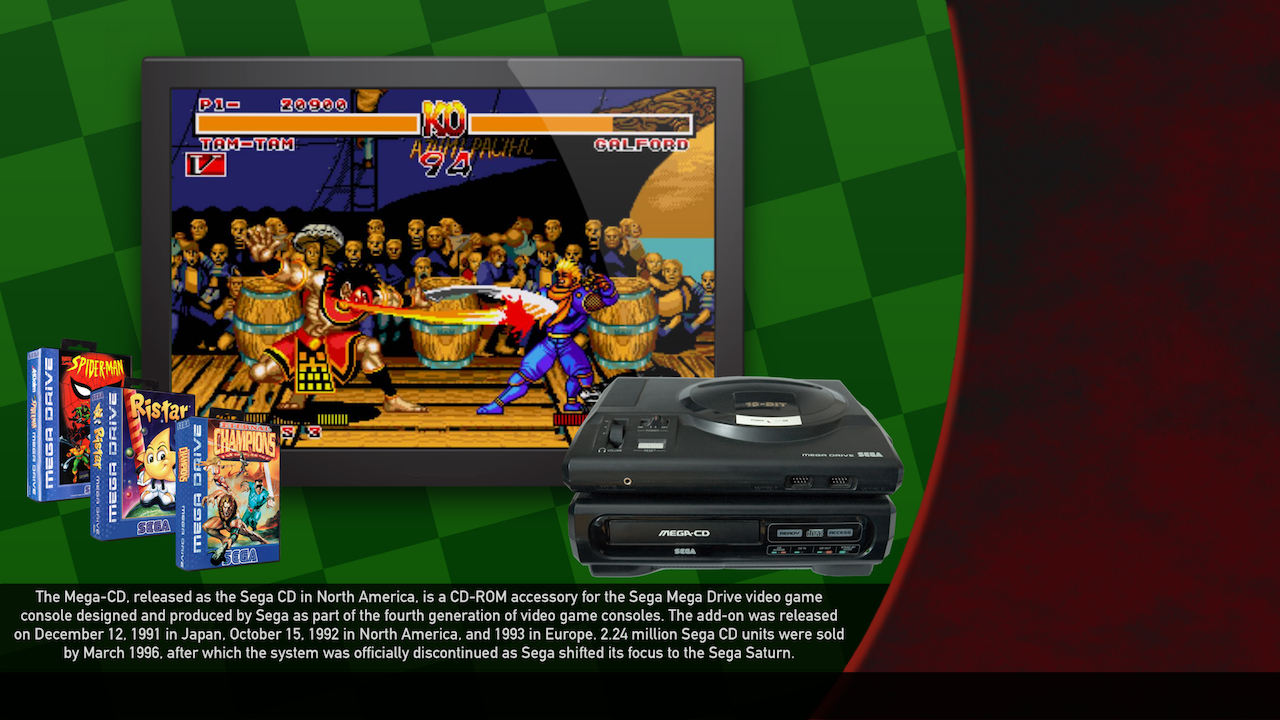 P1- 20900
KO
TAM-TAM
GALFORD
94
SPIDER-MAN
MEGA DRIVE
Ristar
MEGA DRIVE
SEGA
CHAMPIONS
MEGA DRIVE
SEGA
16-BIT
MEGA DRIVE SEGA
MEGA-CD
SEGA
READY
ACCESS
The Mega-CD, released as the Sega CD in North America, is a CD-ROM accessory for the Sega Mega Drive video game
console designed and produced by Sega as part of the fourth generation of video game consoles. The add-on was released
on December 12, 1991 in Japan, October 15, 1992 in North America, and 1993 in Europe. 2.24 million Sega CD units were sold
by March 1996, after which the system was officially discontinued as Sega shifted its focus to the Sega Saturn.